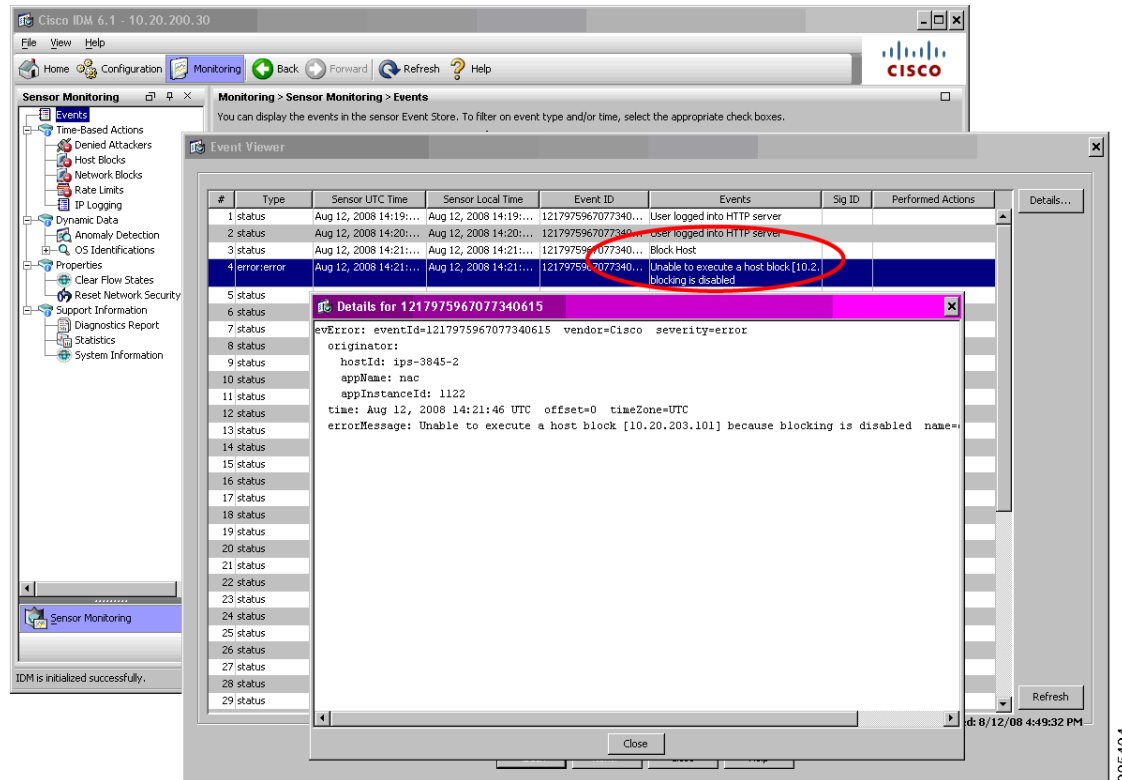 Cisco IDM 6.1 - 10.20.200.30
File View Help
Home Configuration Monitoring Back Forward Refresh Help
CISCO
Sensor Monitoring
Events
Time-Based Actions
Denied Attackers
Host Blocks
Network Blocks
Rate Limits
IP Logging
Dynamic Data
Anomaly Detection
OS Identifications
Properties
Clear Flow States
Reset Network Security
Support Information
Diagnostics Report
Statistics
System Information
Sensor Monitoring
IDM is initialized successfully.
Monitoring > Sensor Monitoring > Events
You can display the events in the sensor Event Store. To filter on event type and/or time, select the appropriate check boxes.
Event Viewer
# Type Sensor UTC Time Sensor Local Time Event ID Events Sig ID Performed Actions
Details...
1 status Aug 12, 2008 14:19:... Aug 12, 2008 14:19:... 1217975967077340... User logged into HTTP server
2 status Aug 12, 2008 14:20:... Aug 12, 2008 14:20:... 1217975967077340... User logged into HTTP server
3 status Aug 12, 2008 14:21:... Aug 12, 2008 14:21:... 1217975967077340... Block Host
4 error:error Aug 12, 2008 14:21:... Aug 12, 2008 14:21:... 1217975967077340... Unable to execute a host block [10.2.
blocking is disabled
5 status
6 status
7 status
8 status
9 status
10 status
11 status
12 status
13 status
14 status
15 status
16 status
17 status
18 status
19 status
20 status
21 status
22 status
23 status
24 status
25 status
26 status
27 status
28 status
29 status
Details for 1217975967077340615
evError: eventId=1217975967077340615 vendor=Cisco severity=error
originator:
hostId: ips-3845-2
appName: nac
appInstanceId: 1122
time: Aug 12, 2008 14:21:46 UTC offset=0 timeZone=UTC
errorMessage: Unable to execute a host block [10.20.203.101] because blocking is disabled name=
Close
Refresh
ed: 8/12/08 4:49:32 PM